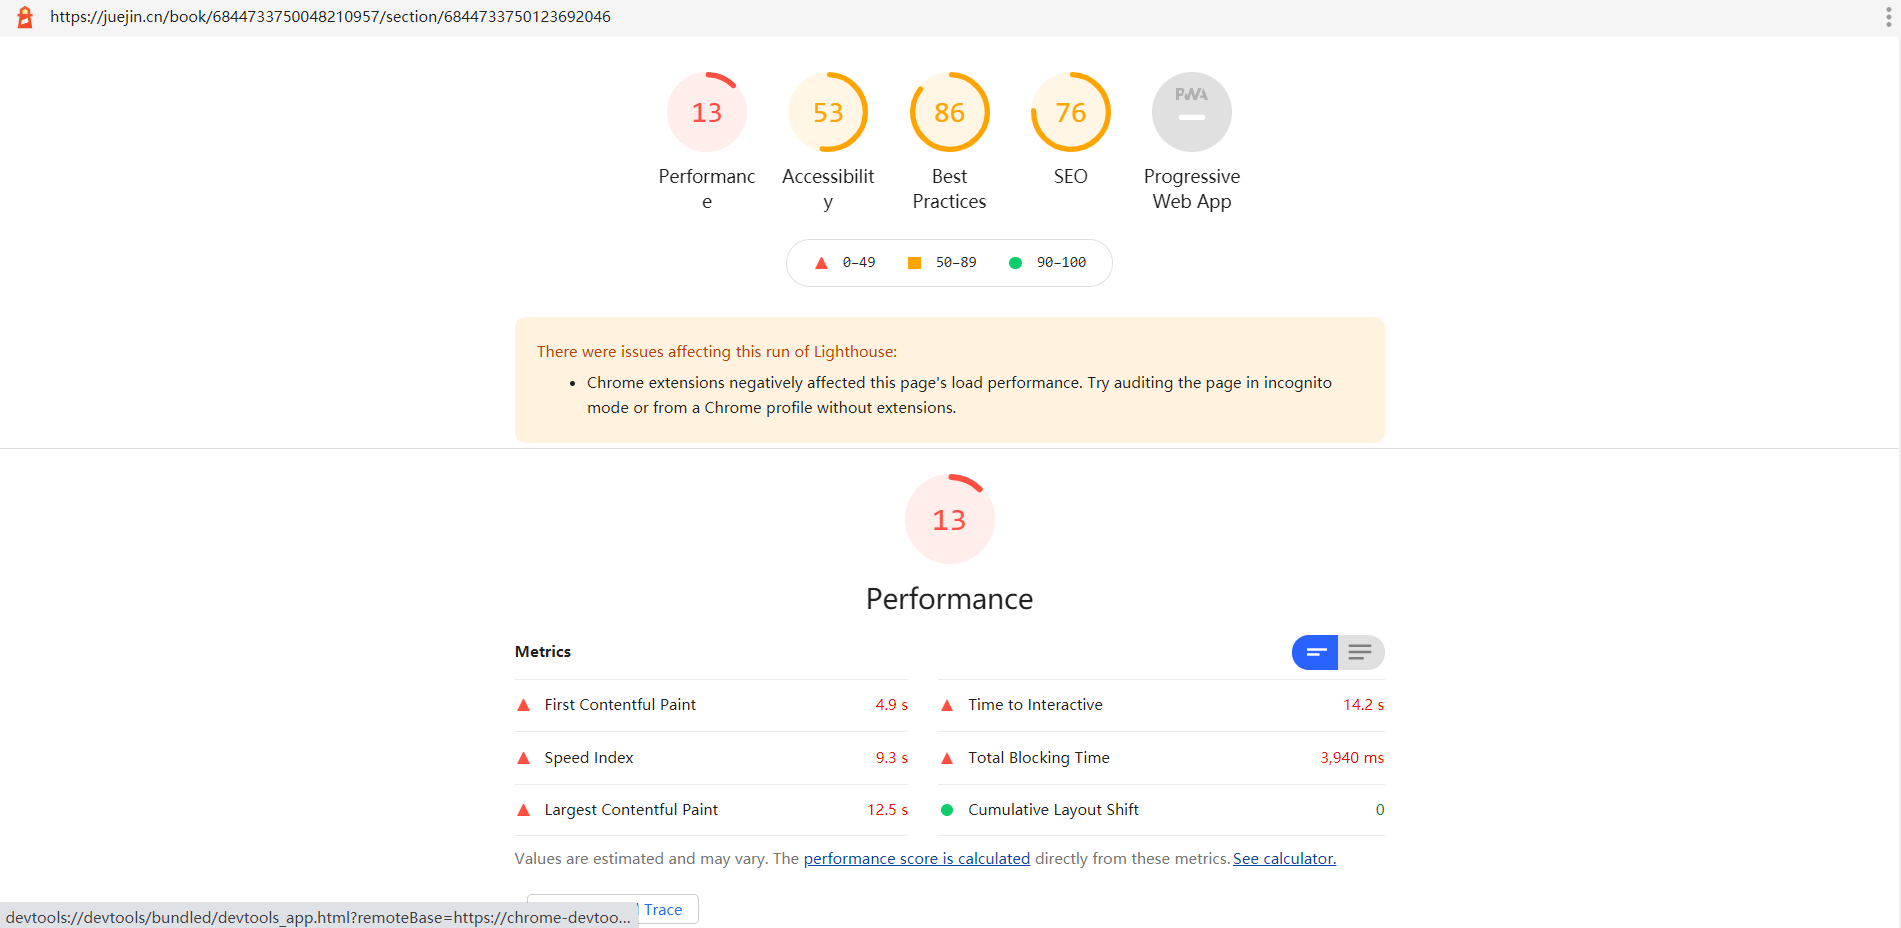 https://juejin.cn/book/6844733750048210957/section/6844733750123692046
13
53
86
76
PWA
Performanc
e
Accessibilit
y
Best
Practices
SEO
Progressive
Web App
0–49
50–89
90–100
There were issues affecting this run of Lighthouse:
Chrome extensions negatively affected this page's load performance. Try auditing the page in incognito
mode or from a Chrome profile without extensions.
13
Performance
Metrics
First Contentful Paint 4.9 s
Time to Interactive 14.2 s
Speed Index 9.3 s
Total Blocking Time 3,940 ms
Largest Contentful Paint 12.5 s
Cumulative Layout Shift 0
Values are estimated and may vary. The performance score is calculated directly from these metrics. See calculator.
Trace
devtools://devtools/bundled/devtools_app.html?remoteBase=https://chrome-devtoo...